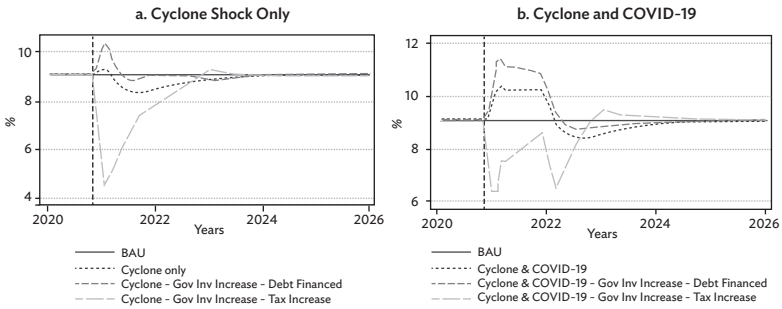 a. Cyclone Shock Only
10
8
6
4
%
2020
2022
2024
2026
Years
BAU
Cyclone only
Cyclone - Gov Inv Increase - Debt Financed
Cyclone - Gov Inv Increase - Tax Increase
b. Cyclone and COVID-19
12
10
8
6
%
2020
2022
2024
2026
Years
BAU
Cyclone & COVID-19
Cyclone & COVID-19 - Gov Inv Increase - Debt Financed
Cyclone & COVID-19 - Gov Inv Increase - Tax Increase